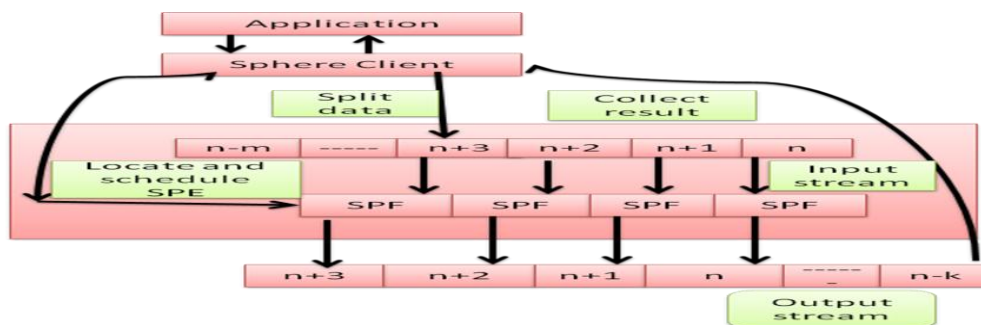 Application
Sphere Client
Split
data
Collect
result
n-m ----- n+3 n+2 n+1 n
Locate and
schedule
SPE
Input
stream
SPF SPF SPF SPF
n+3 n+2 n+1 n ------ n-k
Output
stream